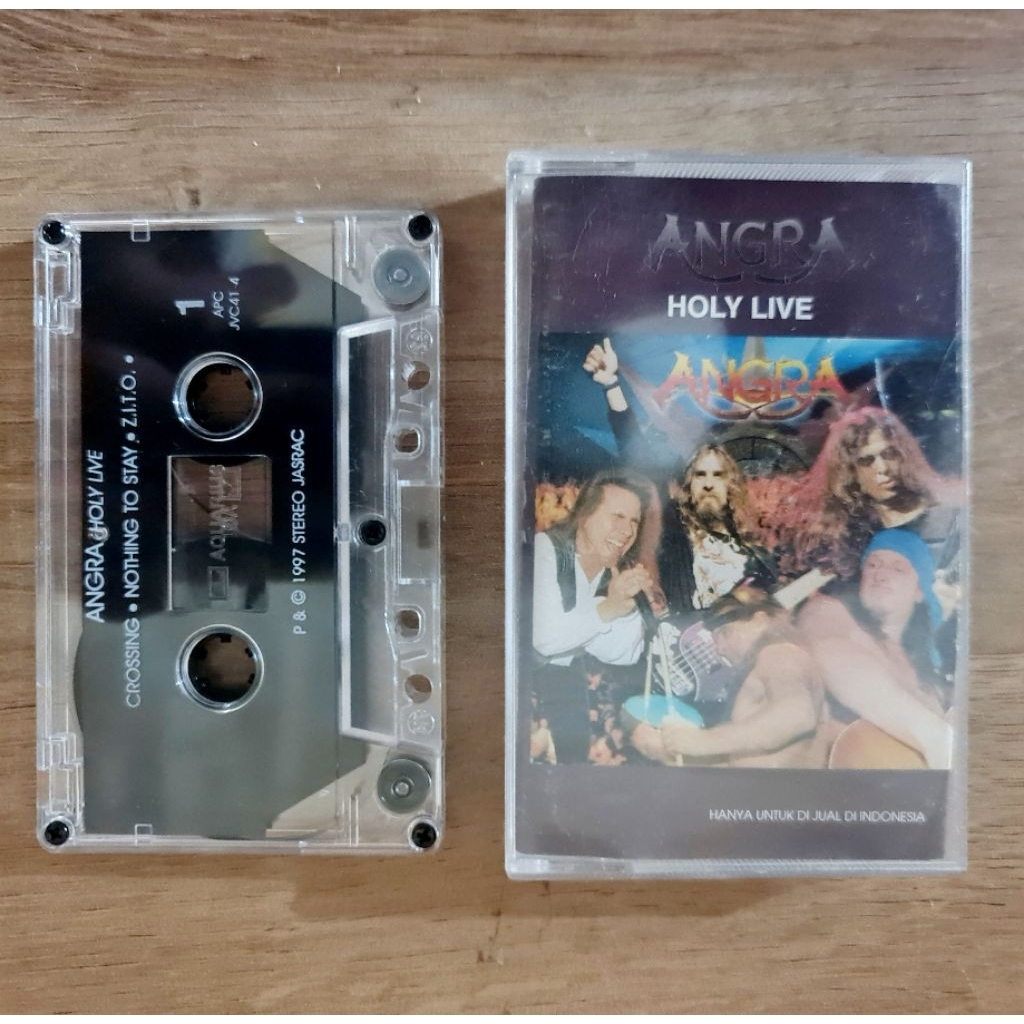 ANGRA HOLY LIVE
CROSSING • NOTHING TO STAY • Z.I.T.O. •
1
APC
JVC41-4
AQUARIUS
P & © 1997 STEREO JASRAC
ANGRA
HOLY LIVE
ANGRA
HANYA UNTUK DI JUAL DI INDONESIA